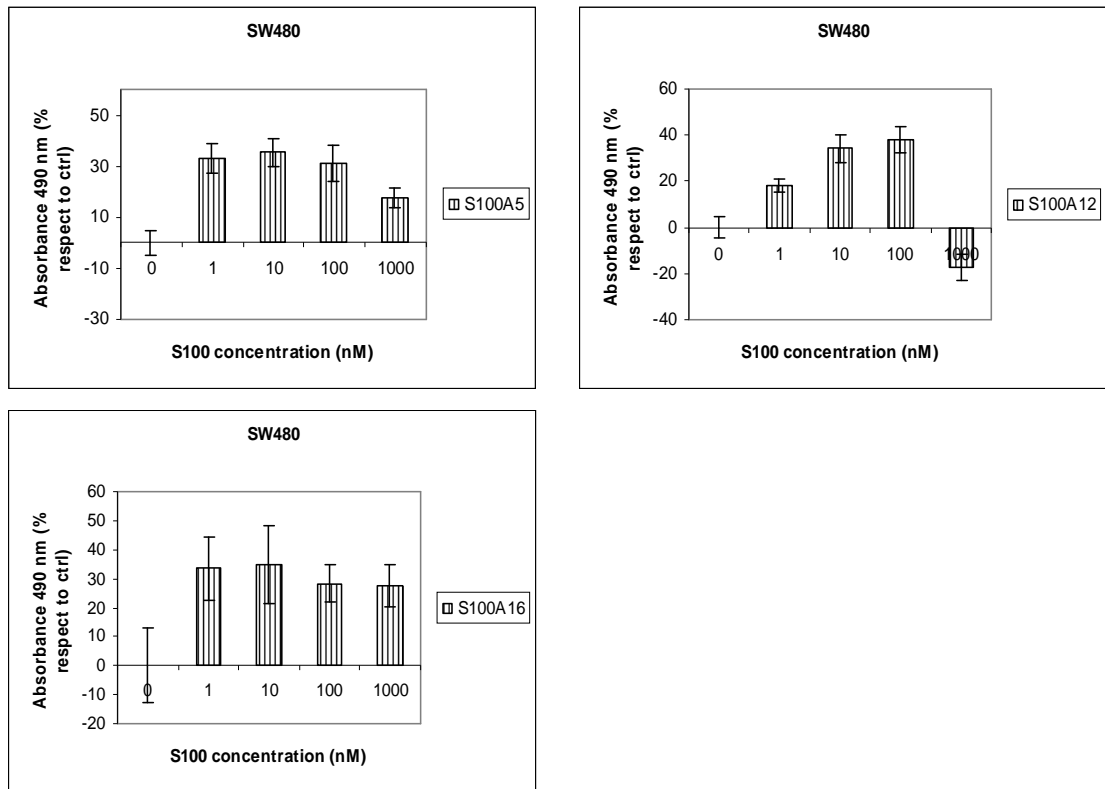 SW480
50
30
10
-10
-30
0 1 10 100 1000
Absorbance 490 nm (%
respect to ctrl)
S100 concentration (nM)
S100A5
SW480
60
40
20
0
-20
-40
0 1 10 100 1000
Absorbance 490 nm (%
respect to ctrl)
S100 concentration (nM)
S100A12
SW480
60
50
40
30
20
10
0
-10
-20
0 1 10 100 1000
Absorbance 490 nm (%
respect to ctrl)
S100 concentration (nM)
S100A16